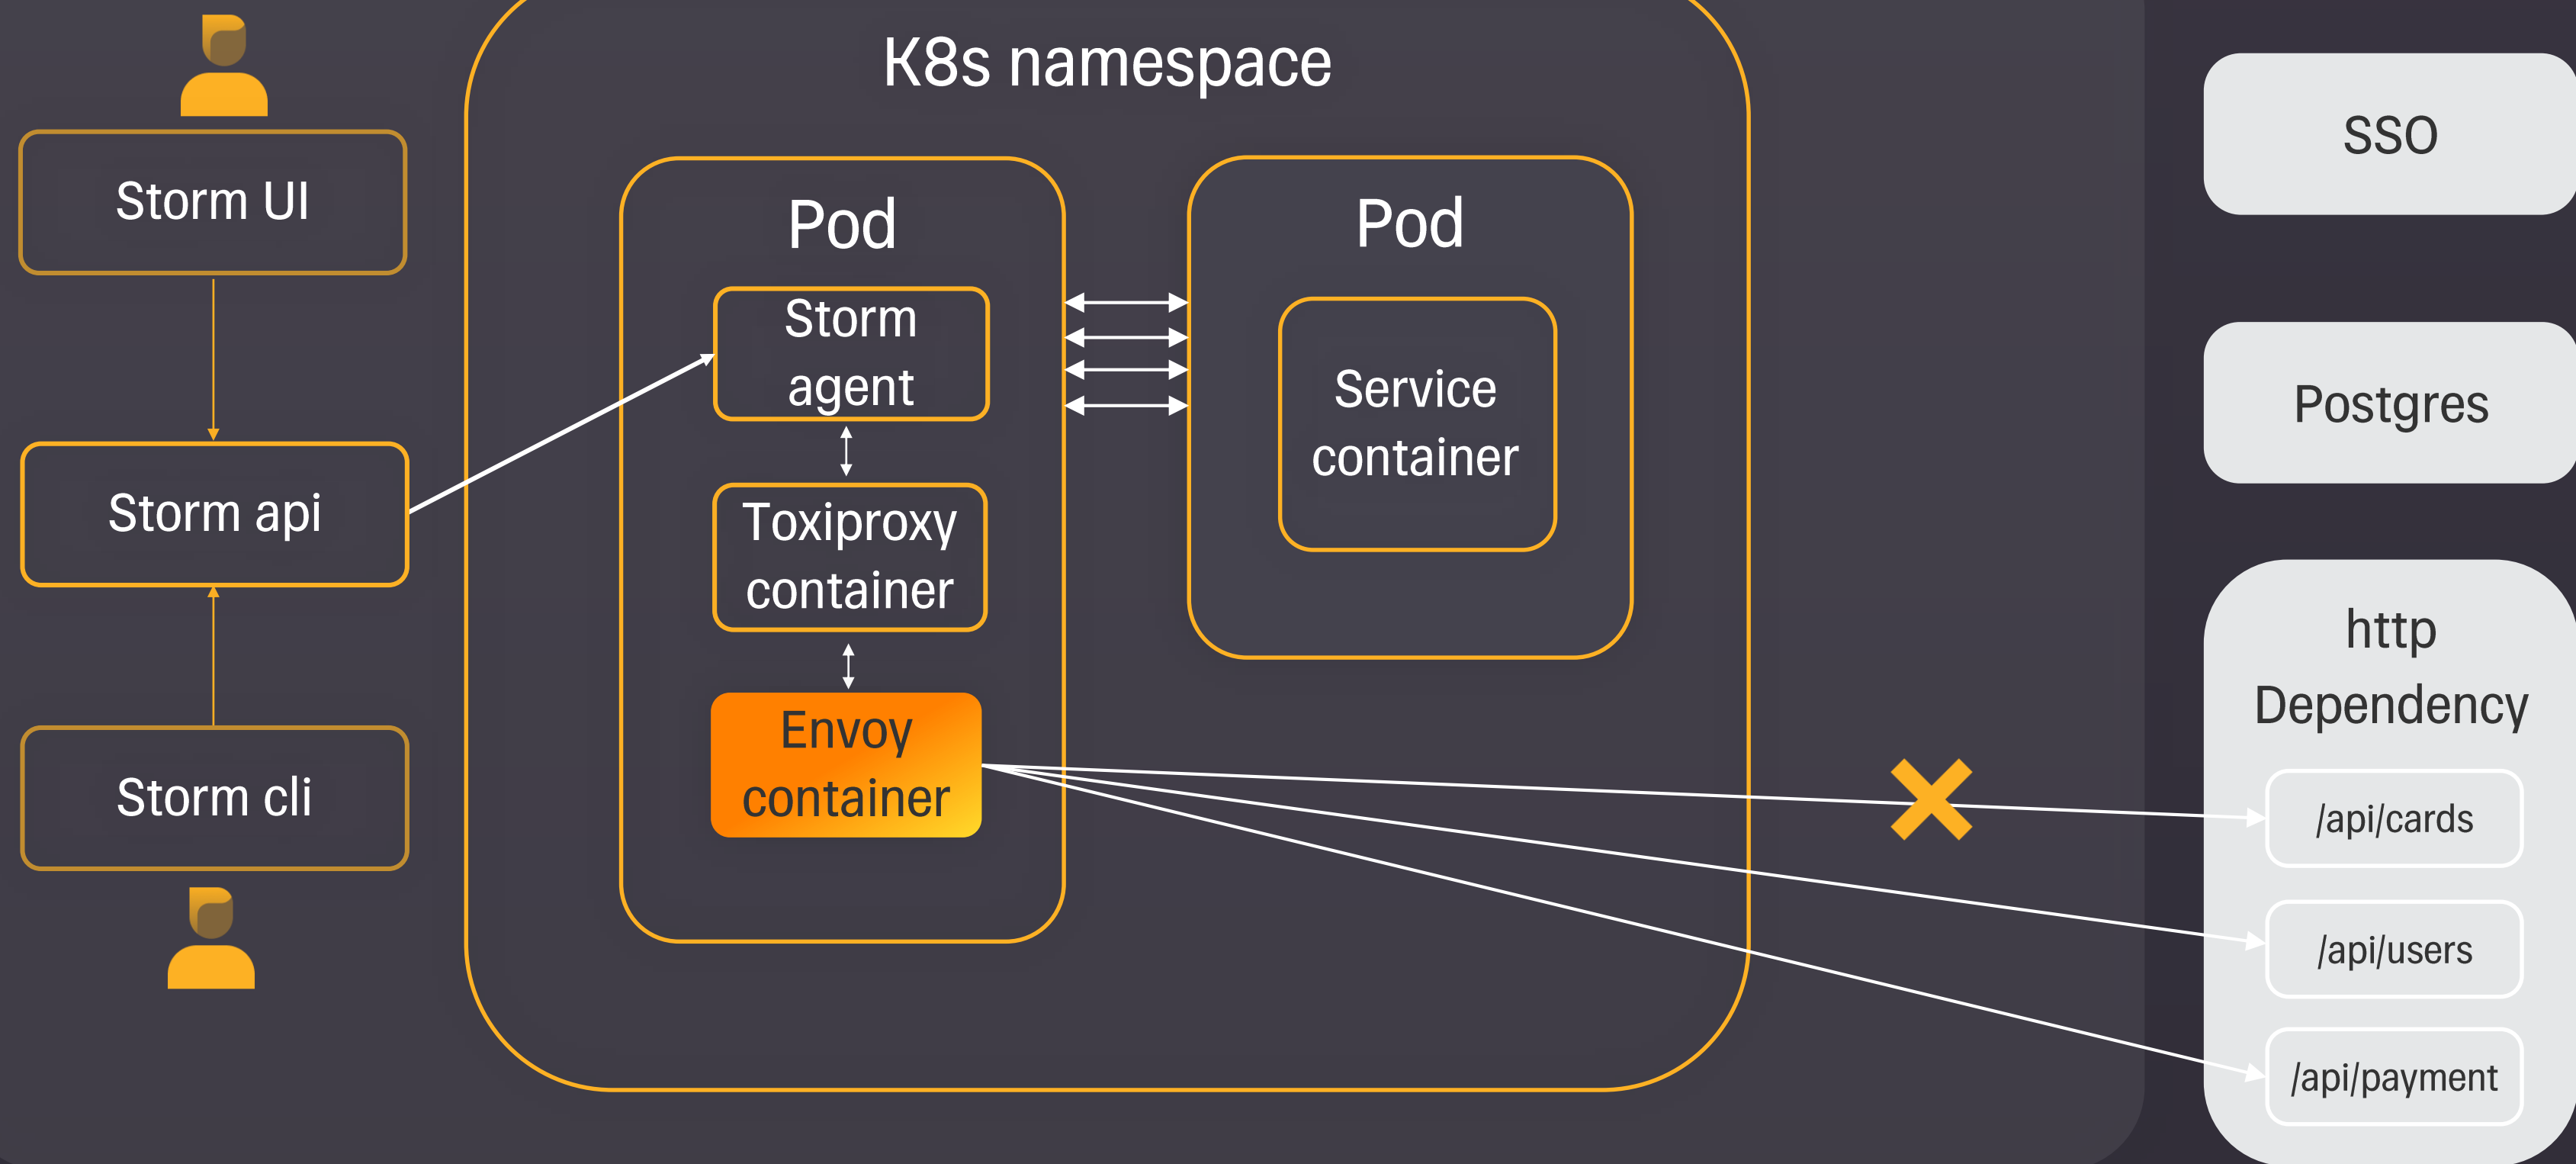 K8s namespace
Storm UI
Storm api
Storm cli
Pod
Storm
agent
Toxiproxy
container
Envoy
container
Pod
Service
container
SSO
Postgres
http
Dependency
/api/cards
/api/users
/api/payment